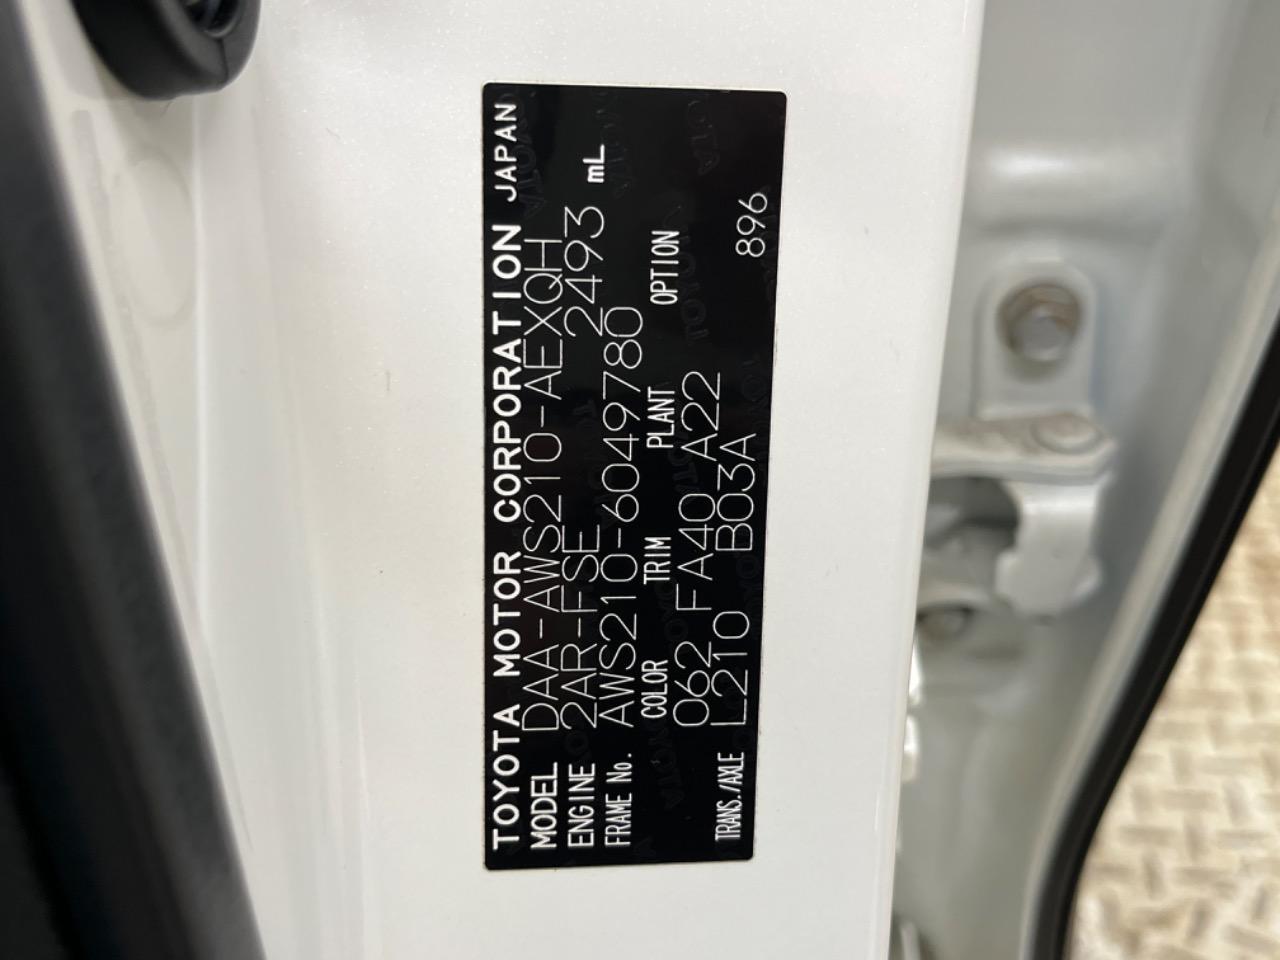 TOYOTA MOTOR CORPORATION JAPAN
MODEL DAA-AWS210-AEXQH
ENGINE 2AR-FSE 2493 mL
FRAME No. AWS210-6049780
COLOR TRIM PLANT OPTION
062 FA40 A22
TRANS./AXLE L210 B03A 896